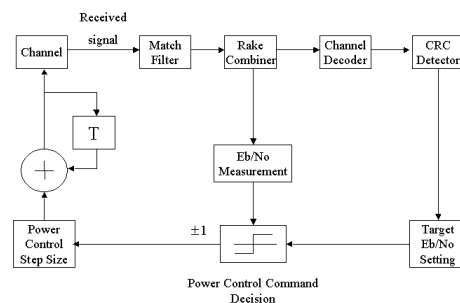 Received
signal
Channel
Match
Filter
Rake
Combiner
Channel
Decoder
CRC
Detector
T
Eb/No
Measurement
±1
Power
Control
Step Size
Target
Eb/No
Setting
Power Control Command
Decision